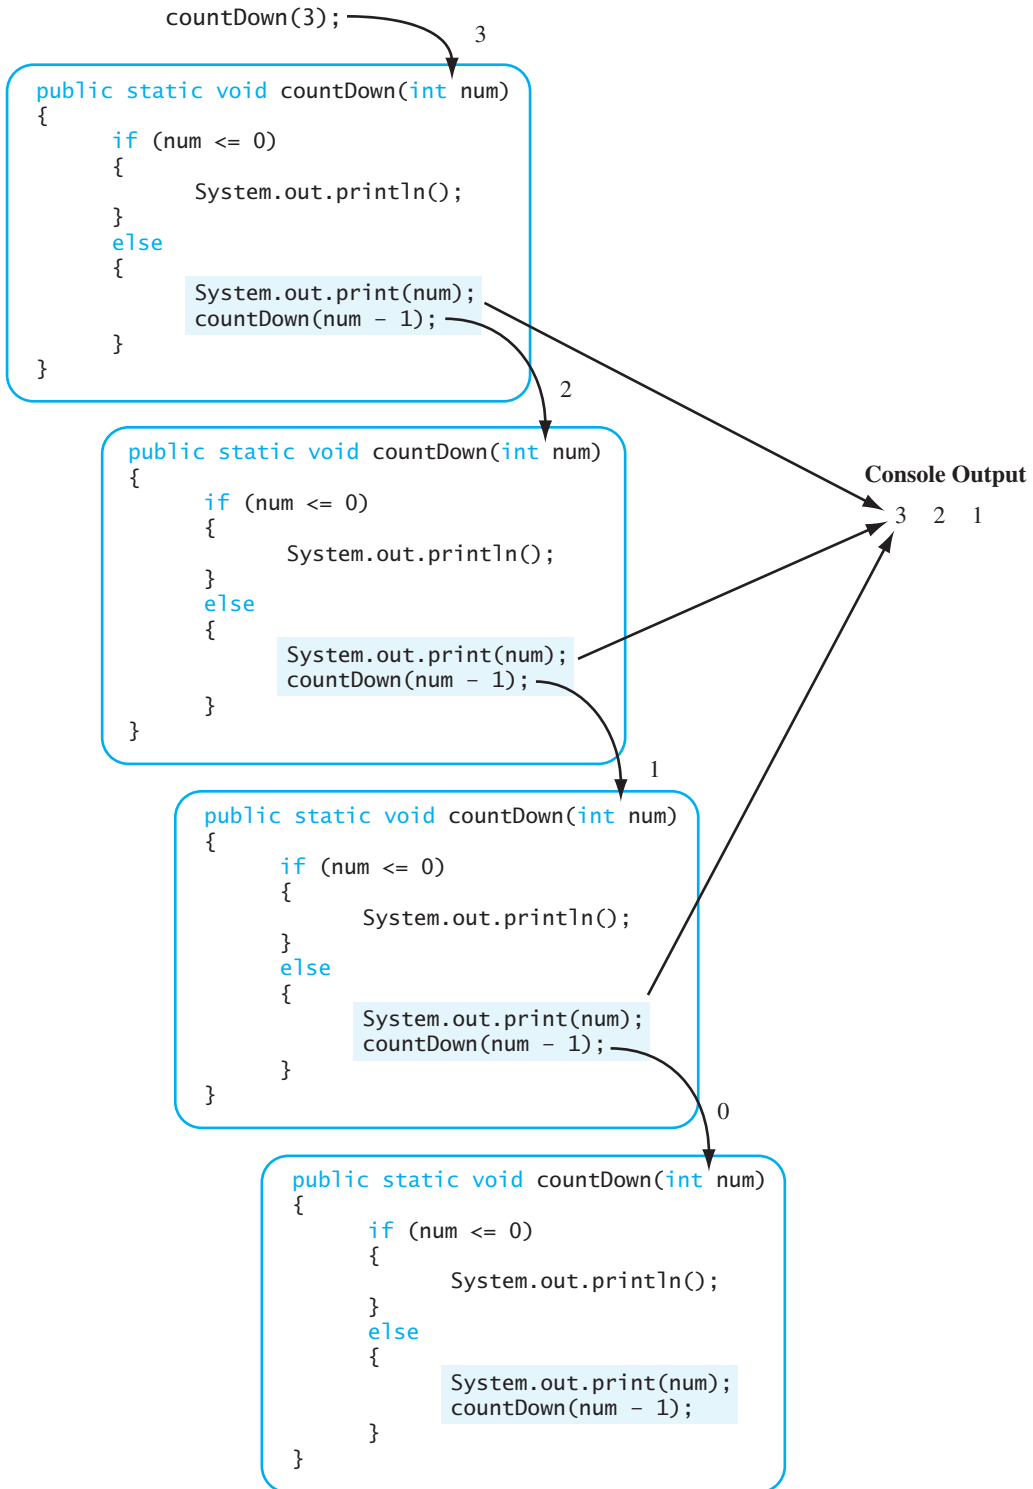 countDown(3);
3
public static void countDown(int num)
{
if (num <= 0)
{
System.out.println();
}
else
{
System.out.print(num);
countDown(num – 1);
}
}
2
public static void countDown(int num)
{
if (num <= 0)
{
System.out.println();
}
else
{
System.out.print(num);
countDown(num – 1);
}
}
Console Output
3 2 1
1
public static void countDown(int num)
{
if (num <= 0)
{
System.out.println();
}
else
{
System.out.print(num);
countDown(num – 1);
}
}
0
public static void countDown(int num)
{
if (num <= 0)
{
System.out.println();
}
else
{
System.out.print(num);
countDown(num – 1);
}
}